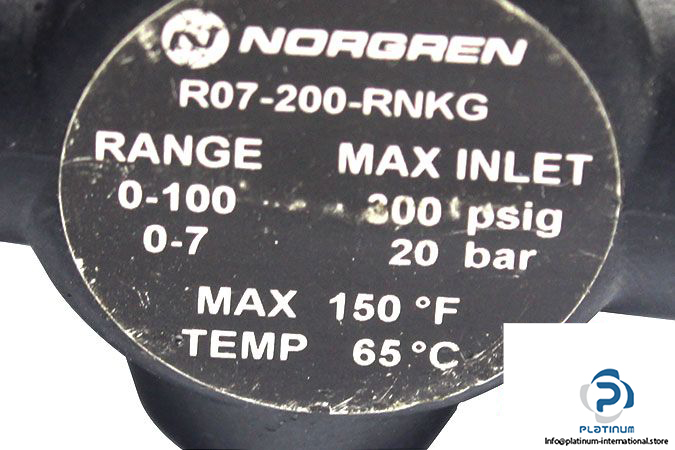 N NORGREN
R07-200-RNKG
RANGE MAX INLET
0-100 300 psig
0-7 20 bar
MAX 150 °F
TEMP 65 °C
PLATINUM
info@platinum-international.store